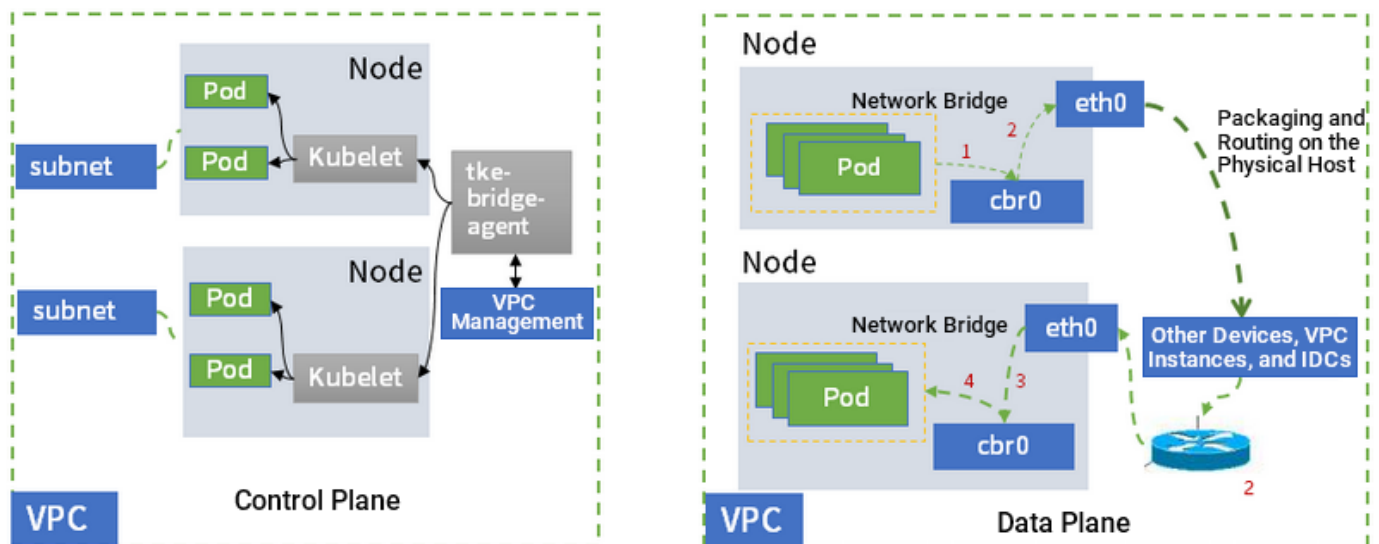 Node
Pod
Pod
Kubelet
subnet
tke-
bridge-
agent
Node
Pod
Pod
Kubelet
subnet
VPC
Management
Control Plane
VPC
Node
Network Bridge
eth0
Pod
1
2
cbr0
Packaging and
Routing on the
Physical Host
Node
Network Bridge
eth0
Pod
4
3
cbr0
Other Devices, VPC
Instances, and IDCs
2
VPC
Data Plane